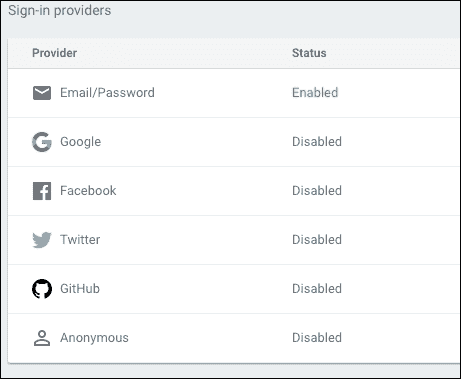 Sign-in providers
Provider Status
Email/Password Enabled
Google Disabled
Facebook Disabled
Twitter Disabled
GitHub Disabled
Anonymous Disabled